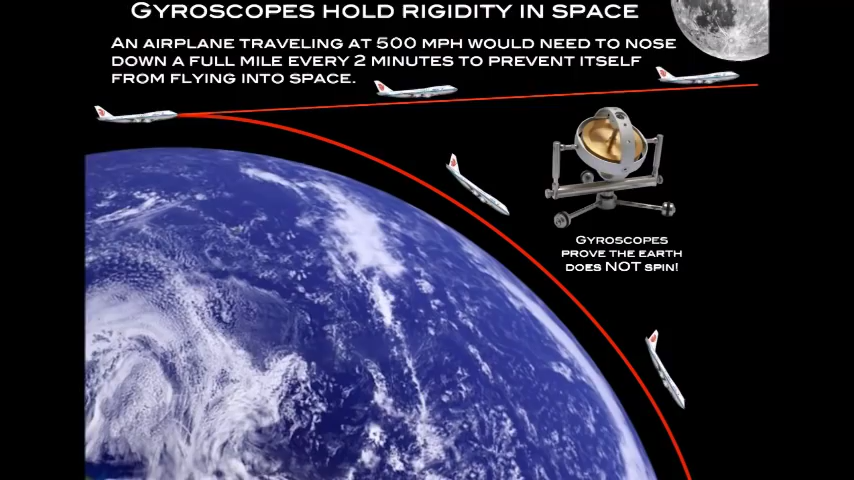 GYROSCOPES HOLD RIGIDITY IN SPACE
AN AIRPLANE TRAVELING AT 500 MPH WOULD NEED TO NOSE
DOWN A FULL MILE EVERY 2 MINUTES TO PREVENT ITSELF
FROM FLYING INTO SPACE.
GYROSCOPES
PROVE THE EARTH
DOES NOT SPIN!